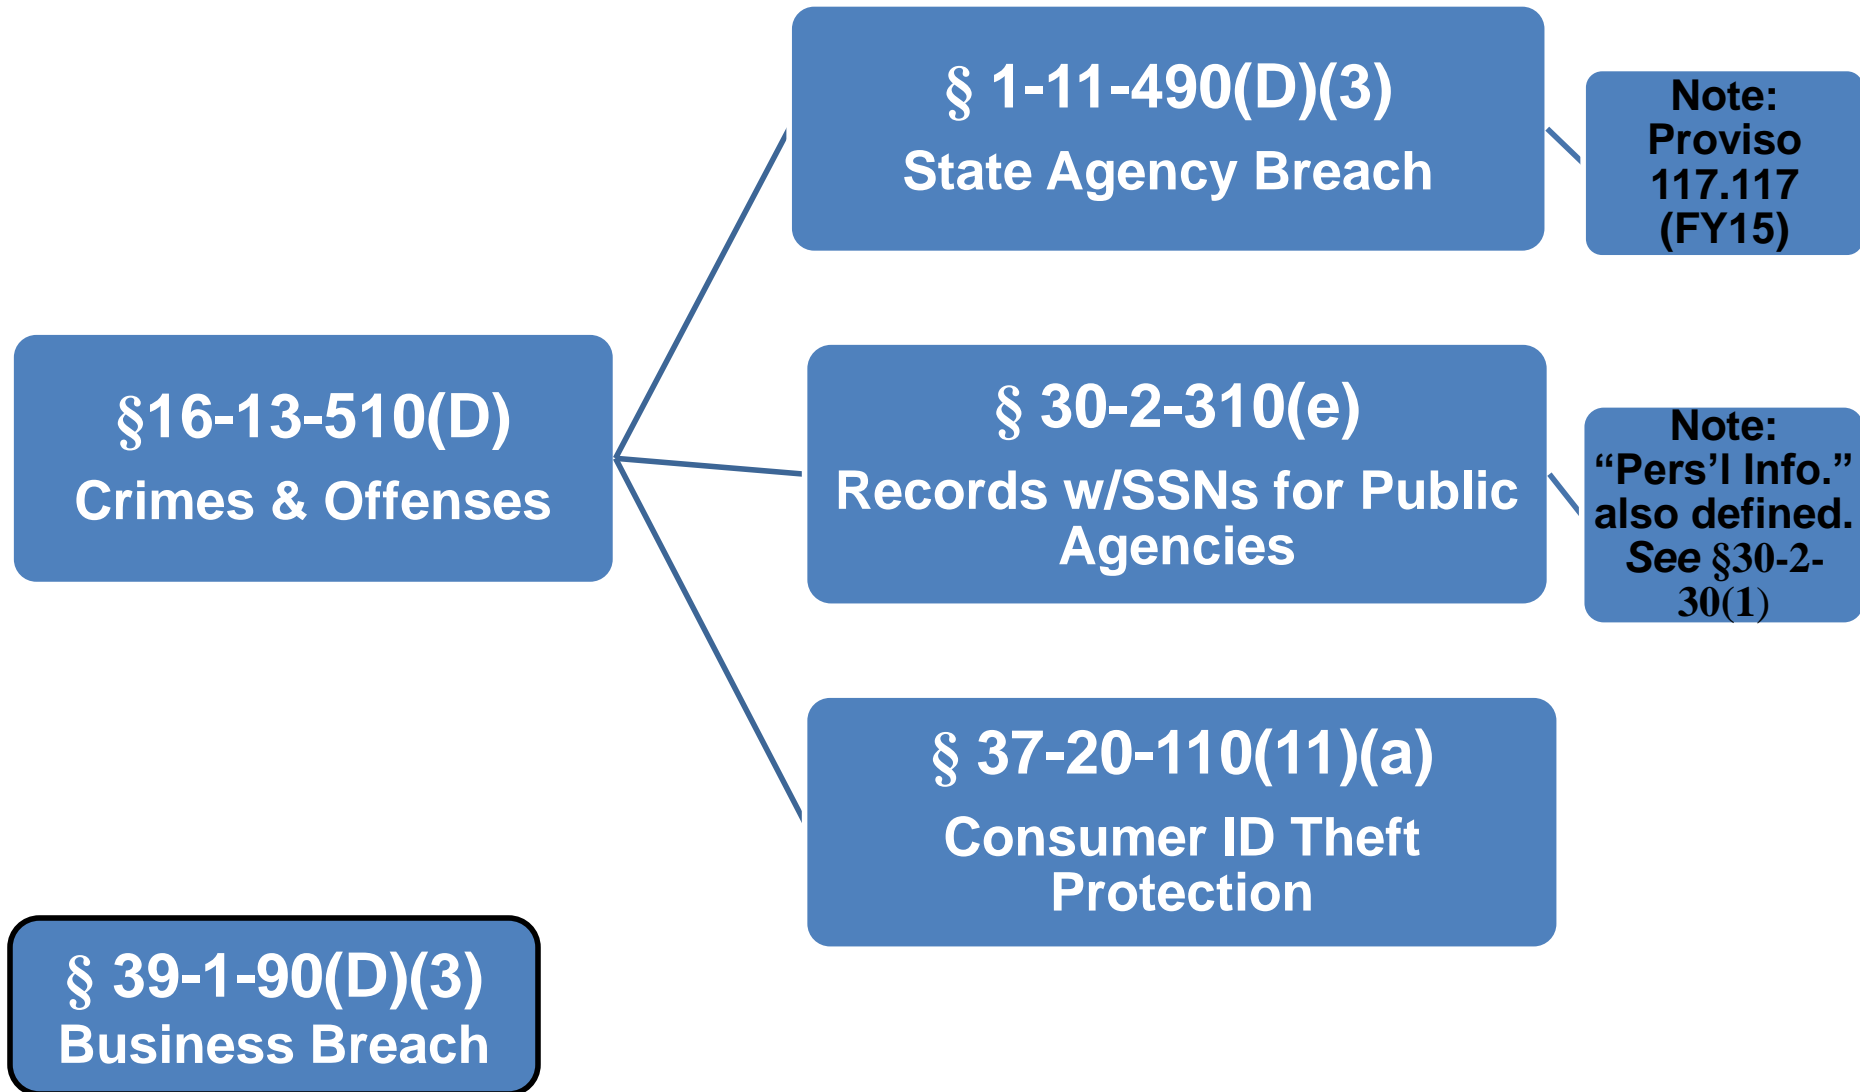 § 1-11-490(D)(3)
State Agency Breach
Note:
Proviso
117.117
(FY15)
§16-13-510(D)
Crimes & Offenses
§ 30-2-310(e)
Records w/SSNs for Public
Agencies
Note:
“Pers’l Info.”
also defined.
See §30-2-
30(1)
§ 37-20-110(11)(a)
Consumer ID Theft
Protection
§ 39-1-90(D)(3)
Business Breach